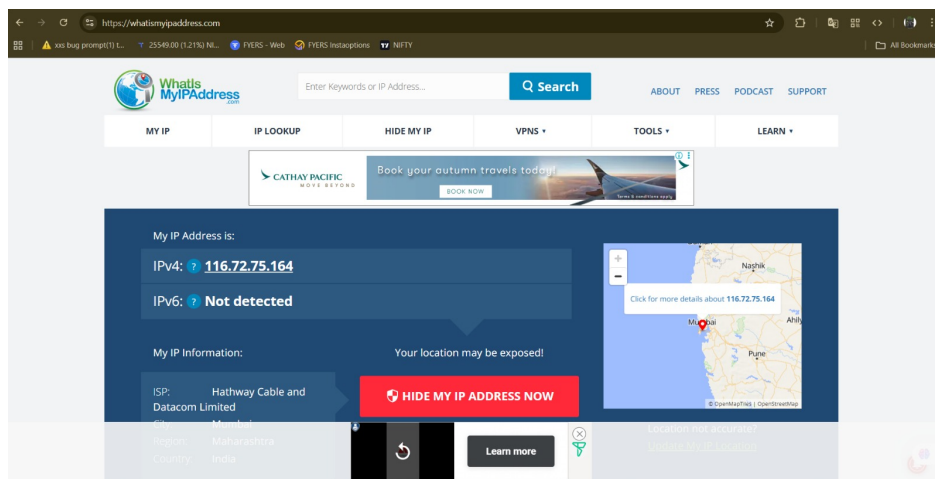 https://whatismyipaddress.com
xxs bug prompt(1) t...
25549.00 (1.21%) NI...
FYERS - Web
FYERS Instaoptions
NIFTY
All Bookmarks
WhatIs
MyIPAddress
.com
Enter Keywords or IP Address...
Search
ABOUT PRESS PODCAST SUPPORT
MY IP IP LOOKUP HIDE MY IP VPNS TOOLS LEARN
CATHAY PACIFIC
MOVE BEYOND
Book your autumn travels today!
BOOK NOW
Terms & conditions apply
My IP Address is:
IPv4: ? 116.72.75.164
IPv6: ? Not detected
My IP Information:
Your location may be exposed!
ISP: Hathway Cable and
Datacom Limited
City: Mumbai
Region: Maharashtra
Country: India
HIDE MY IP ADDRESS NOW
+
−
Nashik
Click for more details about 116.72.75.164
Mumbai
Ahily
Pune
© OpenMapTiles | OpenStreetMap
Location not accurate?
Update My IP Location
Learn more